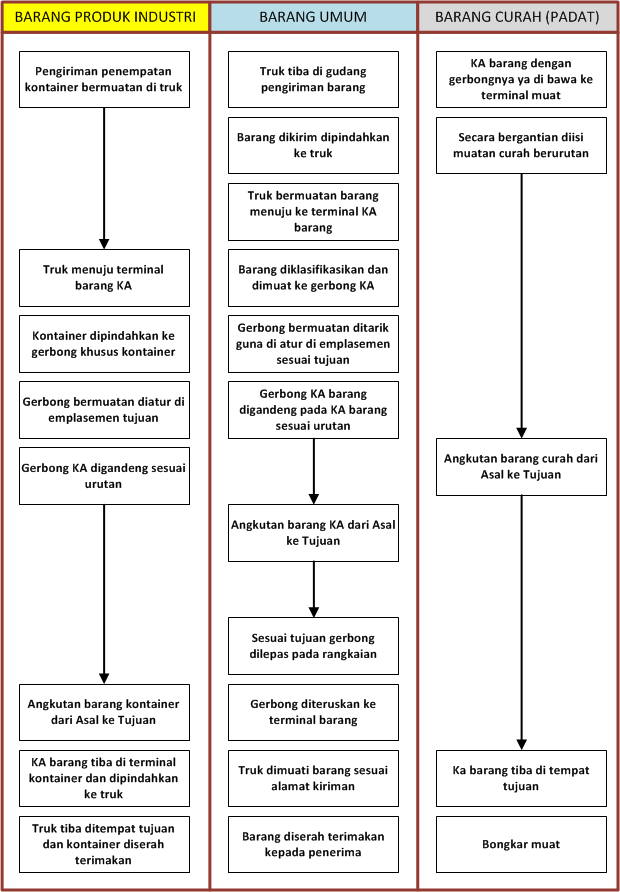 BARANG PRODUK INDUSTRI
Pengiriman penempatan
kontainer bermuatan di truk
Truk menuju terminal
barang KA
Kontainer dipindahkan ke
gerbong khusus kontainer
Gerbong bermuatan diatur di
emplasemen tujuan
Gerbong KA digandeng sesuai
urutan
Angkutan barang kontainer
dari Asal ke Tujuan
KA barang tiba di terminal
kontainer dan dipindahkan
ke truk
Truk tiba ditempat tujuan
dan kontainer diserah
terimakan
BARANG UMUM
Truk tiba di gudang
pengiriman barang
Barang dikirim dipindahkan
ke truk
Truk bermuatan barang
menuju ke terminal KA
barang
Barang diklasifikasikan dan
dimuat ke gerbong KA
Gerbong bermuatan ditarik
guna di atur di emplasemen
sesuai tujuan
Gerbong KA barang
digandeng pada KA barang
sesuai urutan
Angkutan barang KA dari Asal
ke Tujuan
Sesuai tujuan gerbong
dilepas pada rangkaian
Gerbong diteruskan ke
terminal barang
Truk dimuati barang sesuai
alamat kiriman
Barang diserah terimakan
kepada penerima
BARANG CURAH (PADAT)
KA barang dengan
gerbongnya ya di bawa ke
terminal muat
Secara bergantian diisi
muatan curah berurutan
Angkutan barang curah dari
Asal ke Tujuan
Ka barang tiba di tempat
tujuan
Bongkar muat